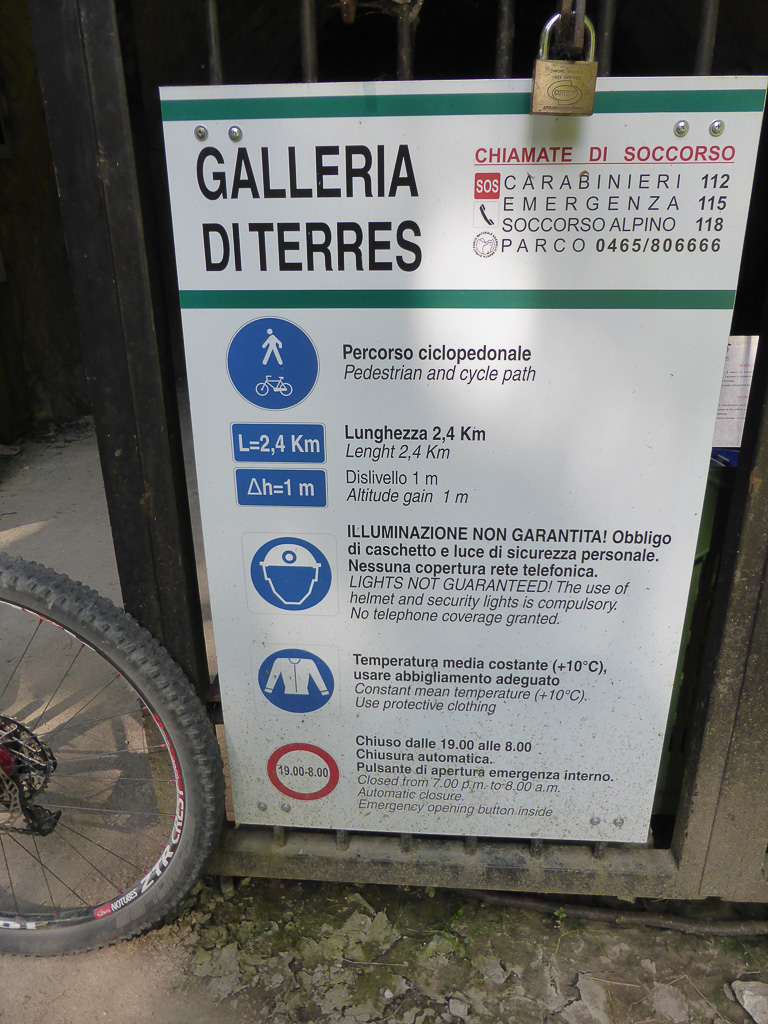 GALLERIA
DI TERRES
CHIAMATE DI SOCCORSO
SOS CARABINIERI 112
EMERGENZA 115
SOCCORSO ALPINO 118
PARCO 0465/806666
Percorso ciclopedonale
Pedestrian and cycle path
L=2,4 Km
Lunghezza 2,4 Km
Lenght 2,4 Km
Δh=1 m
Dislivello 1 m
Altitude gain 1 m
ILLUMINAZIONE NON GARANTITA! Obbligo
di caschetto e luce di sicurezza personale.
Nessuna copertura rete telefonica.
LIGHTS NOT GUARANTEED! The use of
helmet and security lights is compulsory.
No telephone coverage granted.
Temperatura media costante (+10°C),
usare abbigliamento adeguato
Constant mean temperature (+10°C).
Use protective clothing
19.00-8.00
Chiuso dalle 19.00 alle 8.00
Chiusura automatica.
Pulsante di apertura emergenza interno.
Closed from 7.00 p.m. to 8.00 a.m.
Automatic closure.
Emergency opening button inside
NOTUBES ZTR CREST